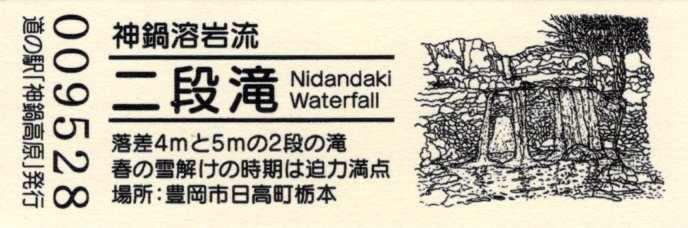 009528
道の駅「神鍋高原」発行
神鍋溶岩流
二段滝
Nidandaki
Waterfall
落差4mと5mの2段の滝
春の雪解けの時期は迫力満点
場所：豊岡市日高町栃本